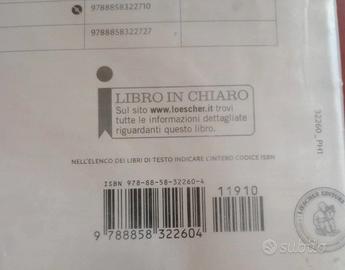 9788858322710
9788858322727
LIBRO IN CHIARO
Sul sito www.loescher.it trovi
tutte le informazioni dettagliate
riguardanti questo libro.
32260_PH1
NELL'ELENCO DEI LIBRI DI TESTO INDICARE L'INTERO CODICE ISBN
ISBN 978-88-58-32260-4
11910
9 788858 322604
LOESCHER EDITORE
subito